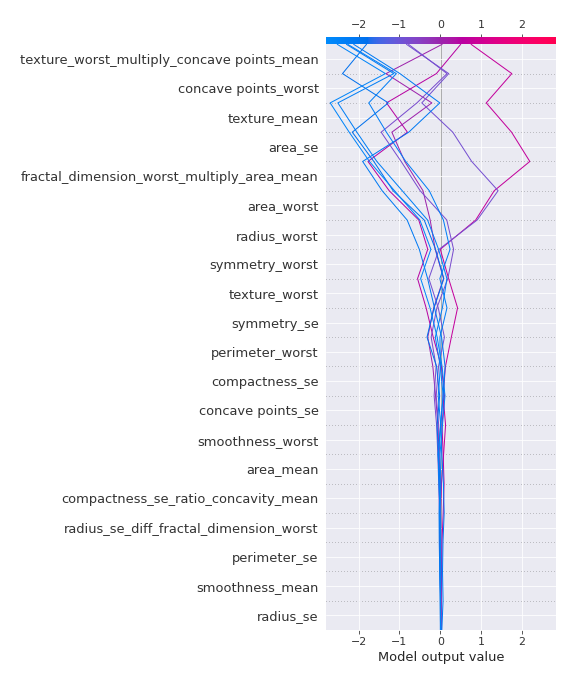 −2 −1 0 1 2
texture_worst_multiply_concave points_mean
concave points_worst
texture_mean
area_se
fractal_dimension_worst_multiply_area_mean
area_worst
radius_worst
symmetry_worst
texture_worst
symmetry_se
perimeter_worst
compactness_se
concave points_se
smoothness_worst
area_mean
compactness_se_ratio_concavity_mean
radius_se_diff_fractal_dimension_worst
perimeter_se
smoothness_mean
radius_se
−2 −1 0 1 2
Model output value